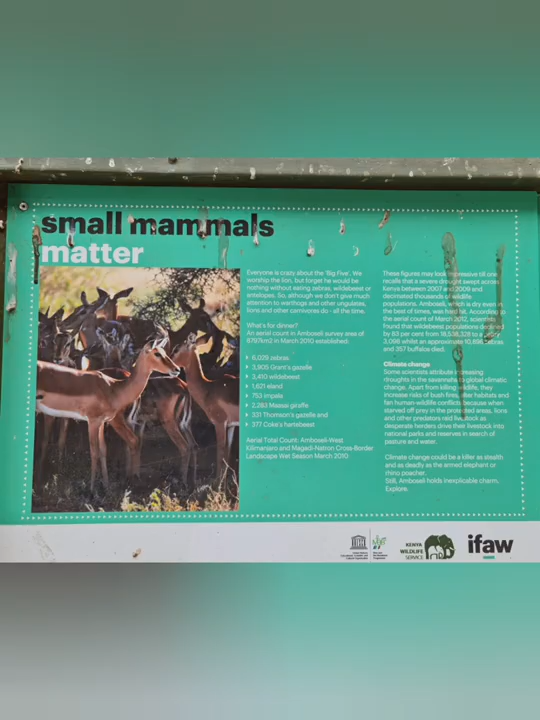 small mammals
matter
Everyone is crazy about the 'Big Five'. We
worship the lion, but forget he would be
nothing without eating zebras, wildebeest or
antelopes. So, although we don't give much
attention to warthogs and other ungulates,
lions and other carnivores do - all the time.
What's for dinner?
An aerial count in Amboseli survey area of
8797km2 in March 2010 established:
6,029 zebras,
3,905 Grant's gazelle
3,410 wildebeest
1,621 eland
753 impala
2,283 Maasai giraffe
331 Thomson's gazelle and
377 Coke's hartebeest
Aerial Total Count: Amboseli-West
Kilimanjaro and Magadi-Natron Cross-Border
Landscape Wet Season March 2010
These figures may look impressive till one
recalls that a severe drought swept across
Kenya between 2007 and 2009 and
decimated thousands of wildlife
populations. Amboseli, which is dry even in
the best of times, was hard hit. According to
the aerial count of March 2010, scientists
found that wildebeest populations declined
by 83 per cent from 18,538 to a
3,098 whilst an approximate 10,898 zebras
and 357 buffalos died.
Climate change
Some scientists attribute increasing
droughts in the savannah to global climatic
change. Apart from killing wildlife, they
increase risks of bush fires, alter habitats and
fan human-wildlife conflicts because when
starved off prey in the protected areas, lions
and other predators raid livestock as
desperate herders drive their livestock into
national parks and reserves in search of
pasture and water.
Climate change could be a killer as stealth
and as deadly as the armed elephant or
rhino poacher.
Still, Amboseli holds inexplicable charm.
Explore.
KENYA
WILDLIFE
SERVICE
ifaw